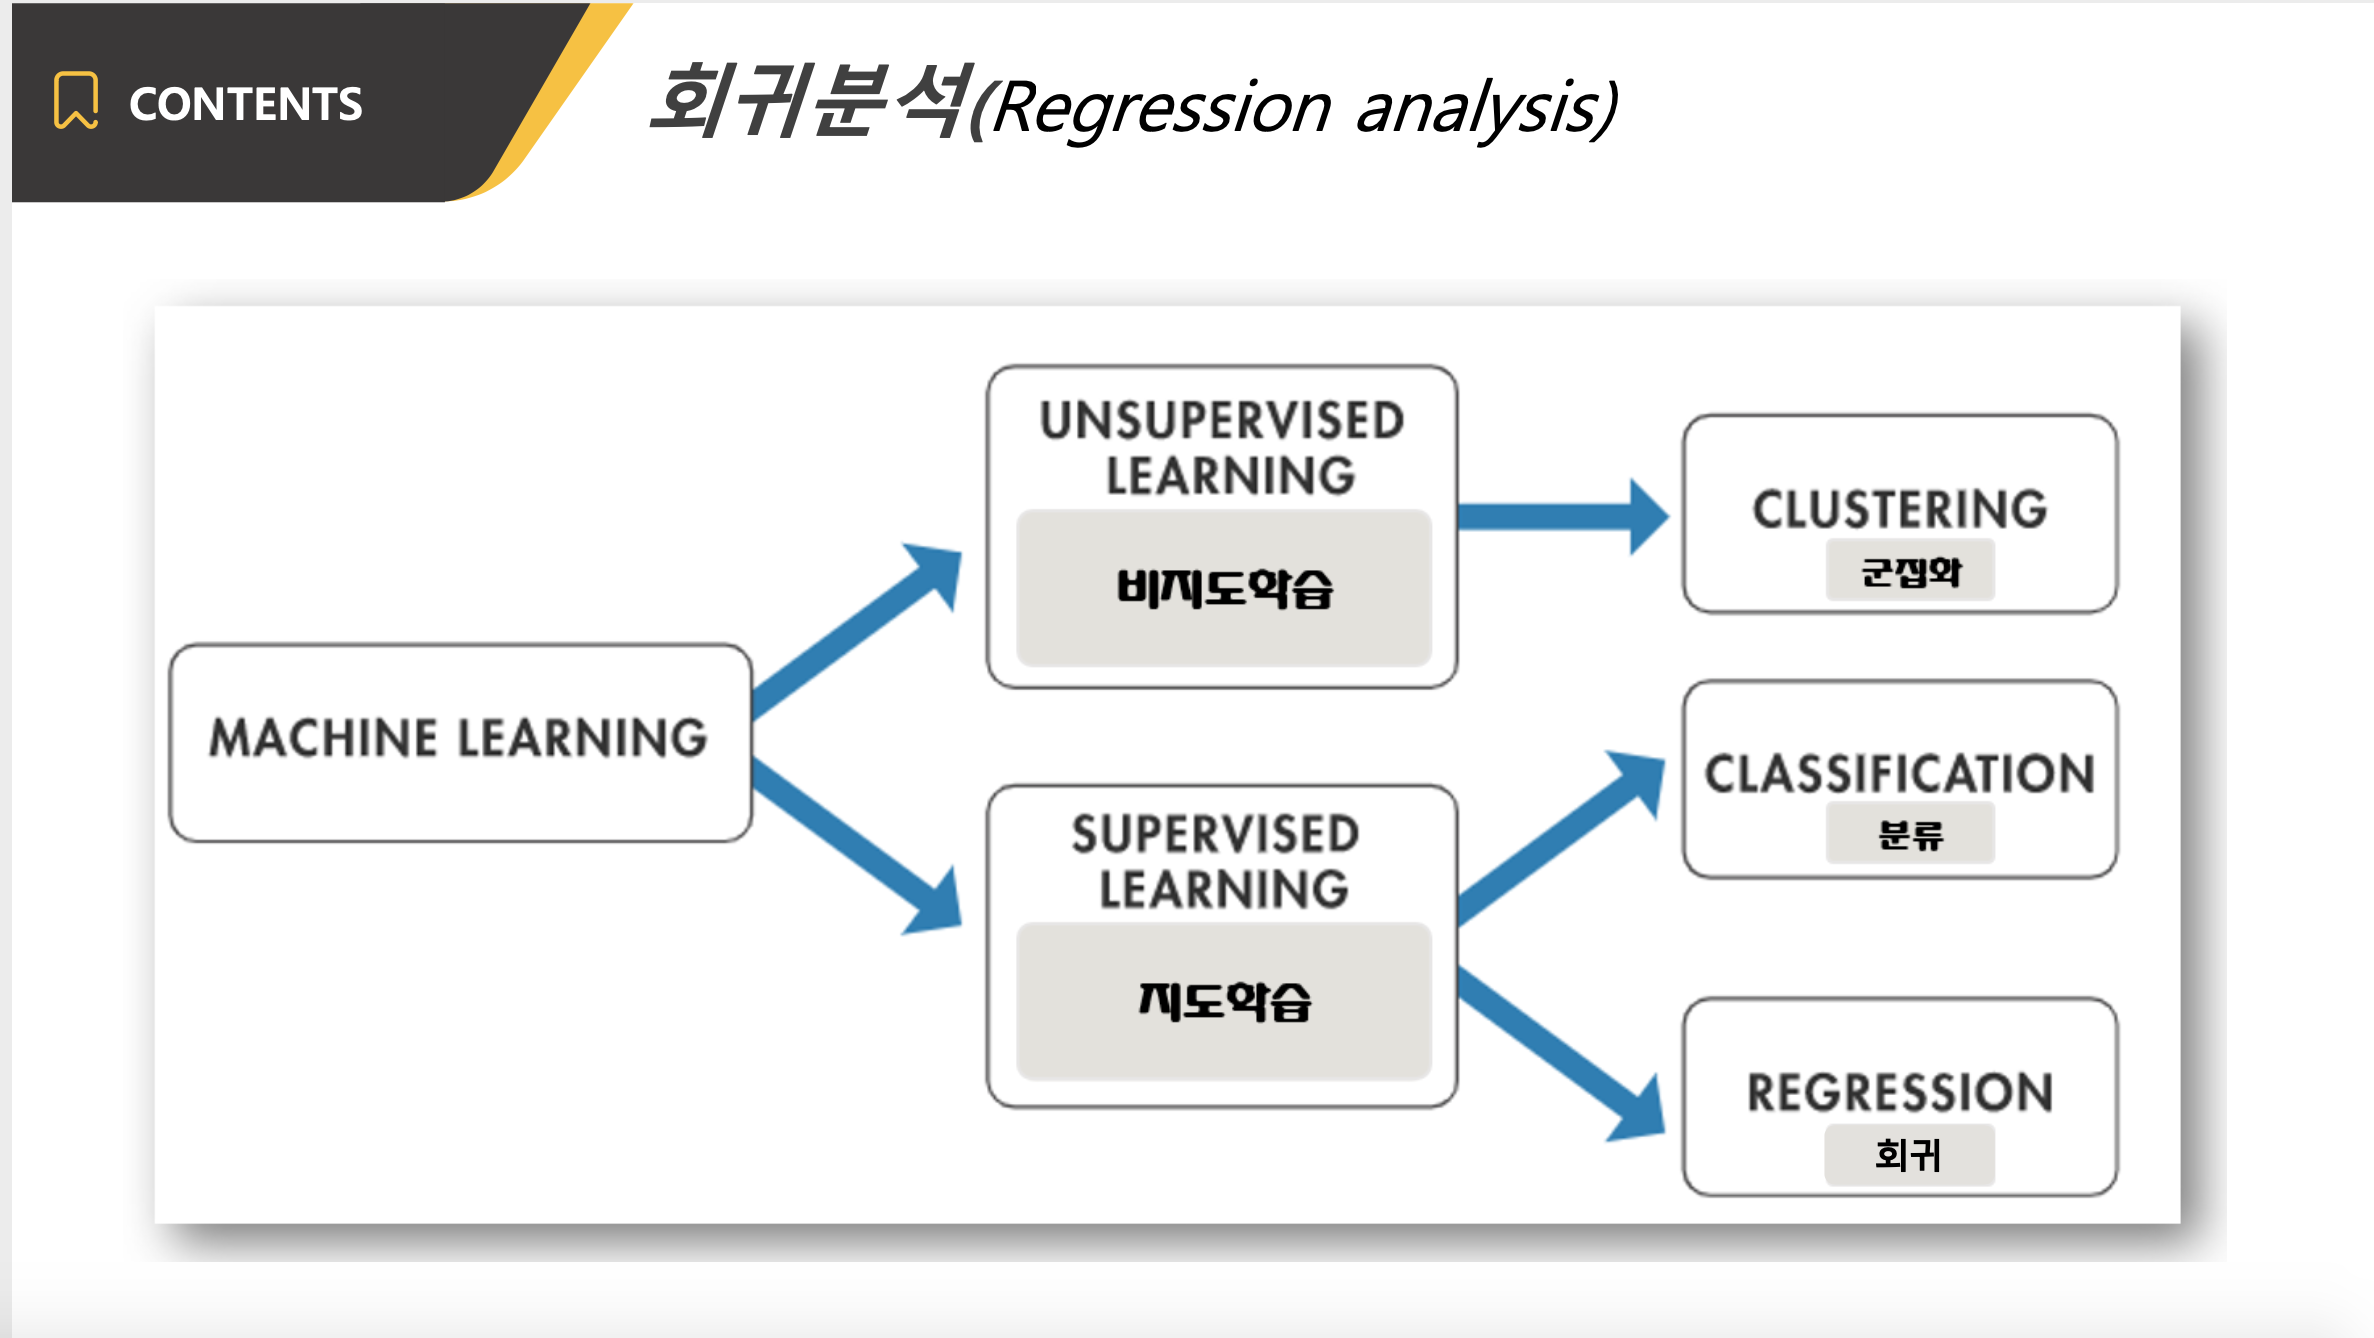 CONTENTS
회귀분석(Regression analysis)
MACHINE LEARNING
UNSUPERVISED
LEARNING
비지도학습
SUPERVISED
LEARNING
지도학습
CLUSTERING
군집화
CLASSIFICATION
분류
REGRESSION
회귀